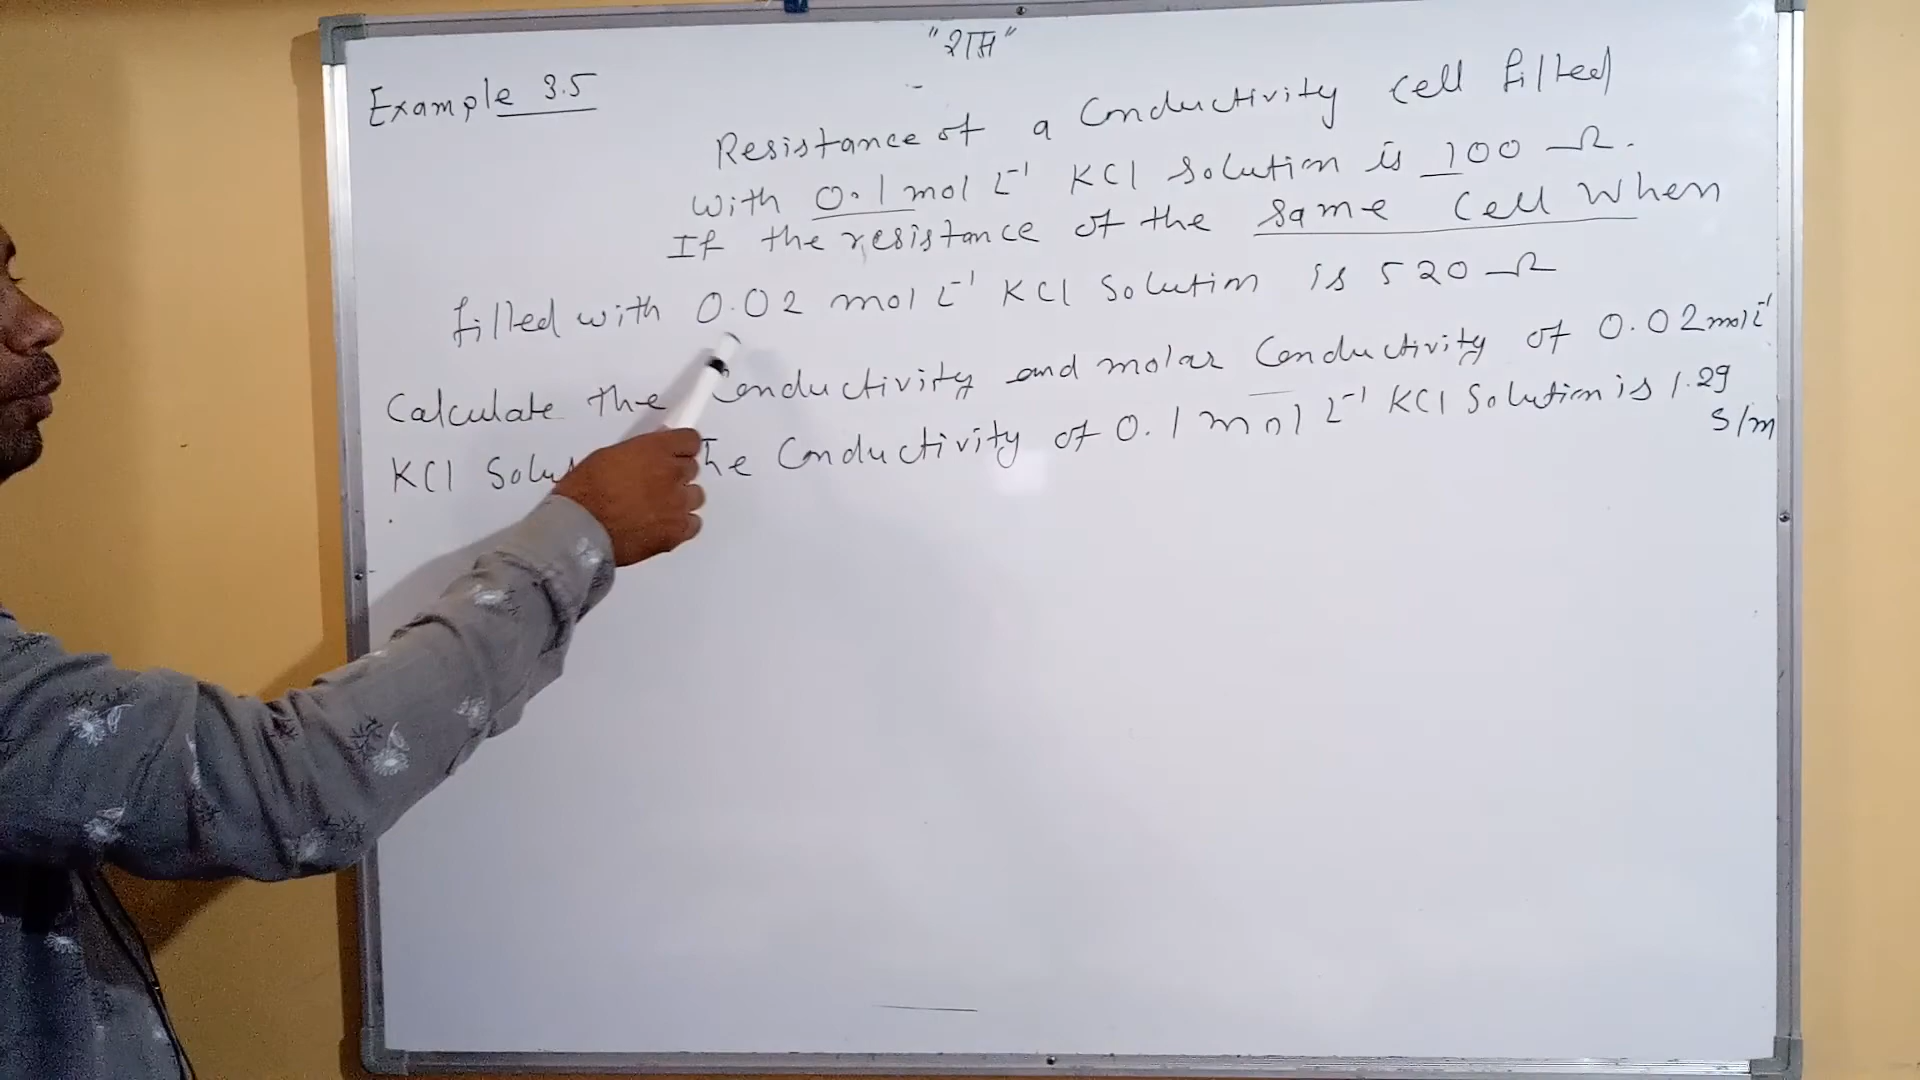 "राम"
Example 3.5
Resistance of a Conductivity Cell filled
with 0.1 mol L⁻¹ KCl Solution is 100 Ω.
If the resistance of the same Cell When
filled with 0.02 mol L⁻¹ KCl Solution is 520 Ω
Calculate the Conductivity and molar Conductivity of 0.02 mol L⁻¹
KCl The Conductivity of 0.1 mol L⁻¹ KCl Solution is 1.29
S/m